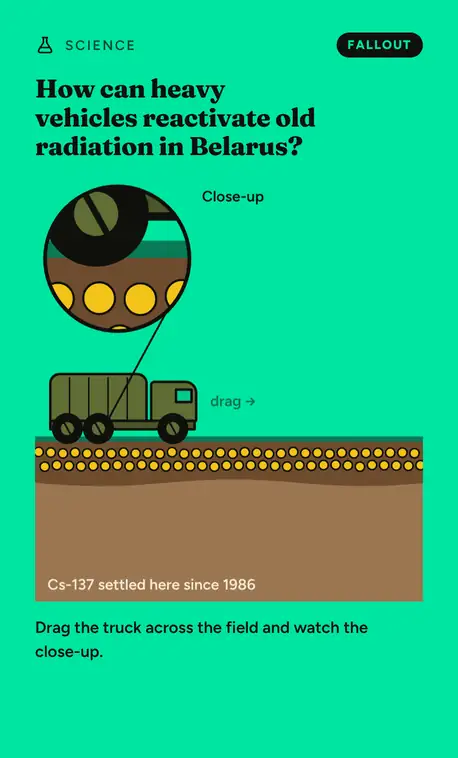 SCIENCE
FALLOUT
How can heavy
vehicles reactivate old
radiation in Belarus?
Close-up
drag →
Cs-137 settled here since 1986
Drag the truck across the field and watch the
close-up.